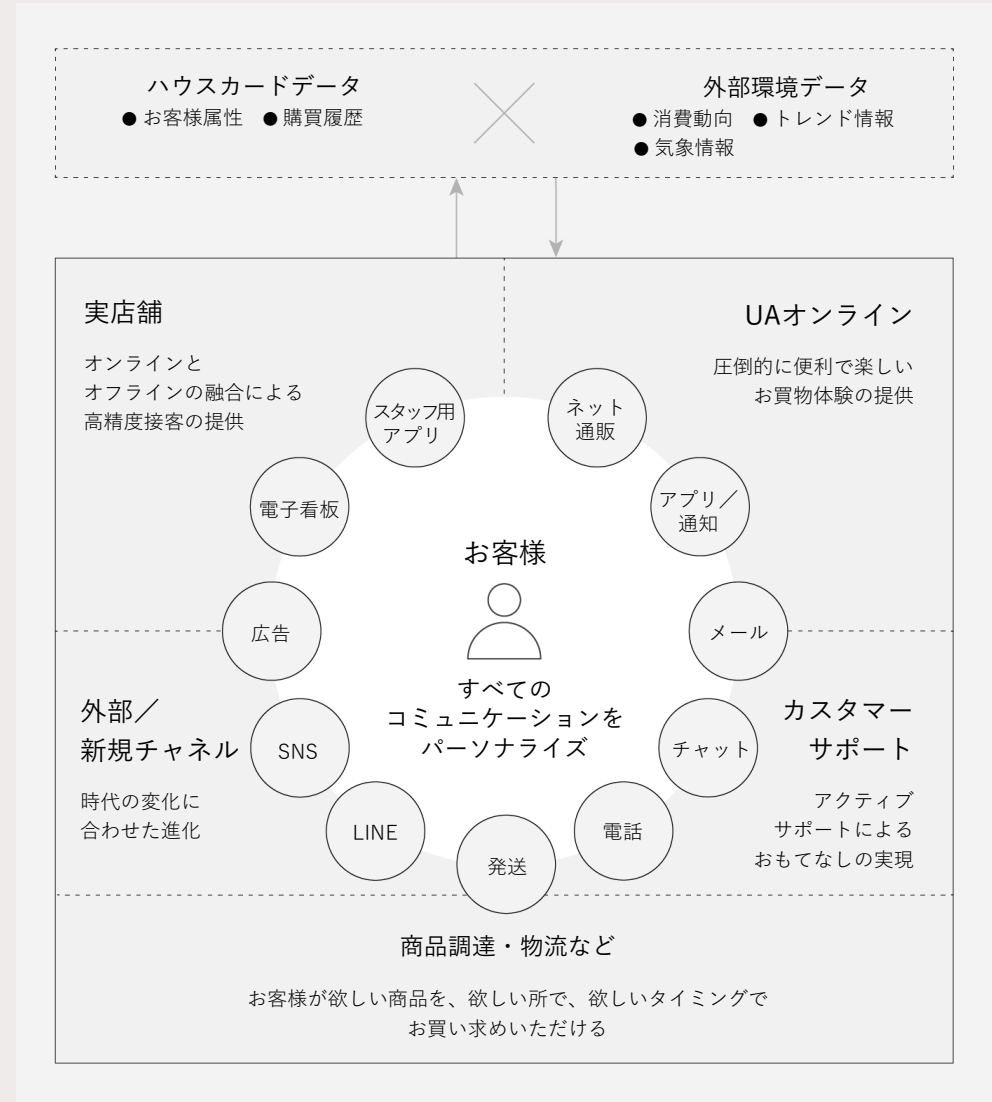 ハウスカードデータ
● お客様属性 ● 購買履歴
外部環境データ
● 消費動向 ● トレンド情報
● 気象情報
実店舗
オンラインと
オフラインの融合による
高精度接客の提供
UAオンライン
圧倒的に便利で楽しい
お買物体験の提供
スタッフ用
アプリ
ネット
通販
電子看板
アプリ／
通知
広告
メール
お客様
すべての
コミュニケーションを
パーソナライズ
外部／
新規チャネル
時代の変化に
合わせた進化
SNS
チャット
カスタマー
サポート
アクティブ
サポートによる
おもてなしの実現
LINE
電話
発送
商品調達・物流など
お客様が欲しい商品を、欲しい所で、欲しいタイミングで
お買い求めいただける